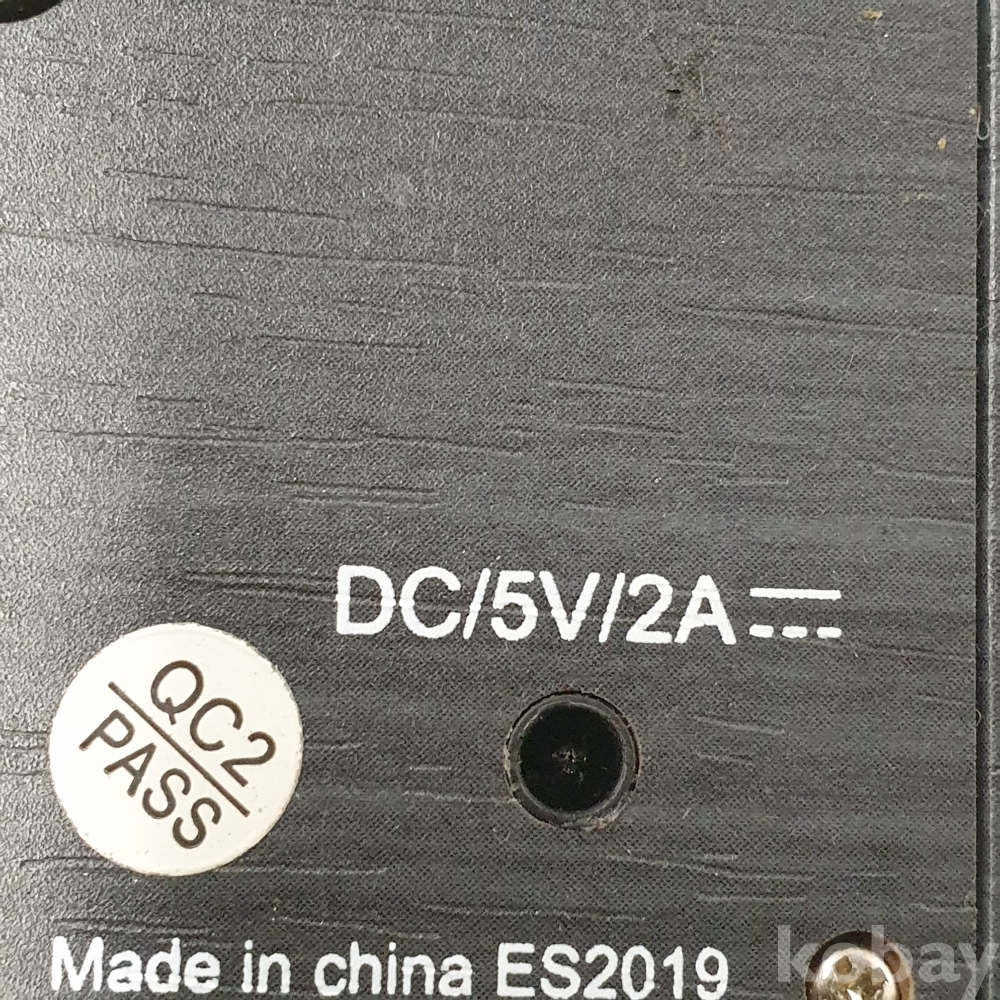 DC/5V/2A⎓
QC2
PASS
Made in china ES2019
kobay